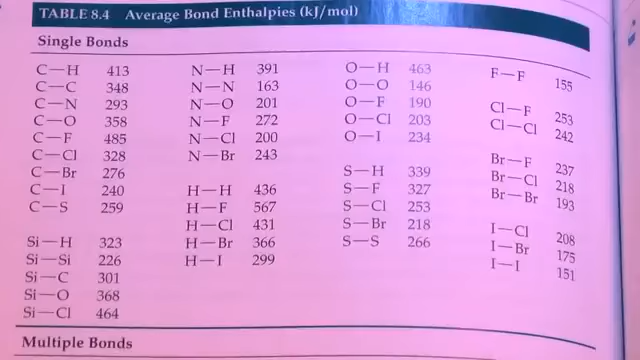 TABLE 8.4 Average Bond Enthalpies (kJ/mol)
Single Bonds
C—H 413
C—C 348
C—N 293
C—O 358
C—F 485
C—Cl 328
C—Br 276
C—I 240
C—S 259
Si—H 323
Si—Si 226
Si—C 301
Si—O 368
Si—Cl 464
N—H 391
N—N 163
N—O 201
N—F 272
N—Cl 200
N—Br 243
H—H 436
H—F 567
H—Cl 431
H—Br 366
H—I 299
O—H 463
O—O 146
O—F 190
O—Cl 203
O—I 234
S—H 339
S—F 327
S—Cl 253
S—Br 218
S—S 266
F—F 155
Cl—F 253
Cl—Cl 242
Br—F 237
Br—Cl 218
Br—Br 193
I—Cl 208
I—Br 175
I—I 151
Multiple Bonds